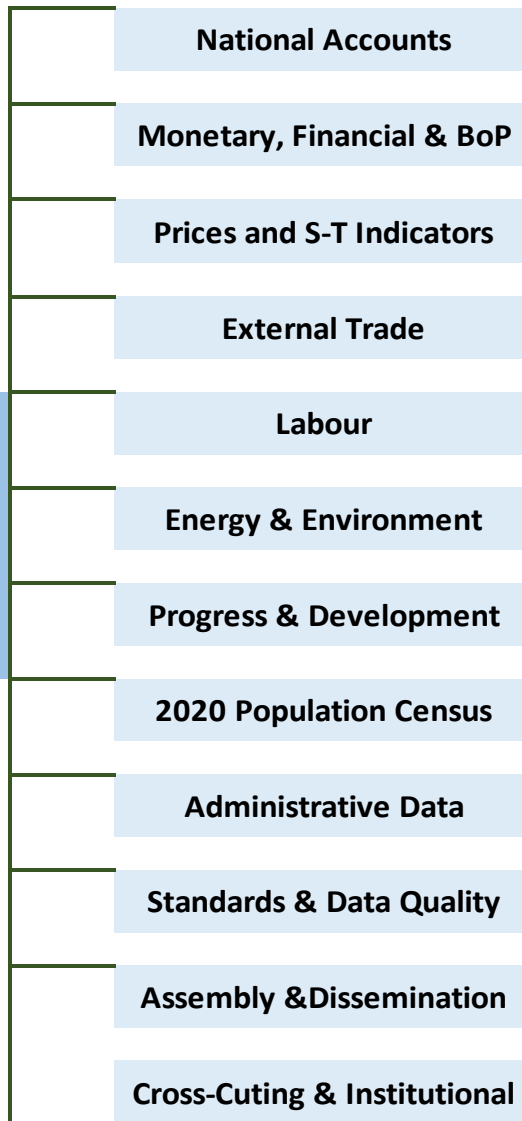 National Accounts
Monetary, Financial & BoP
Prices and S-T Indicators
External Trade
Labour
Energy & Environment
Progress & Development
2020 Population Census
Administrative Data
Standards & Data Quality
Assembly &Dissemination
Cross-Cuting & Institutional